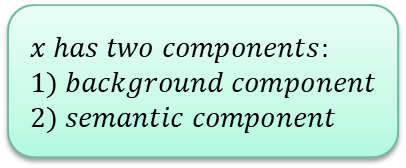 x has two components:
1) background component
2) semantic component